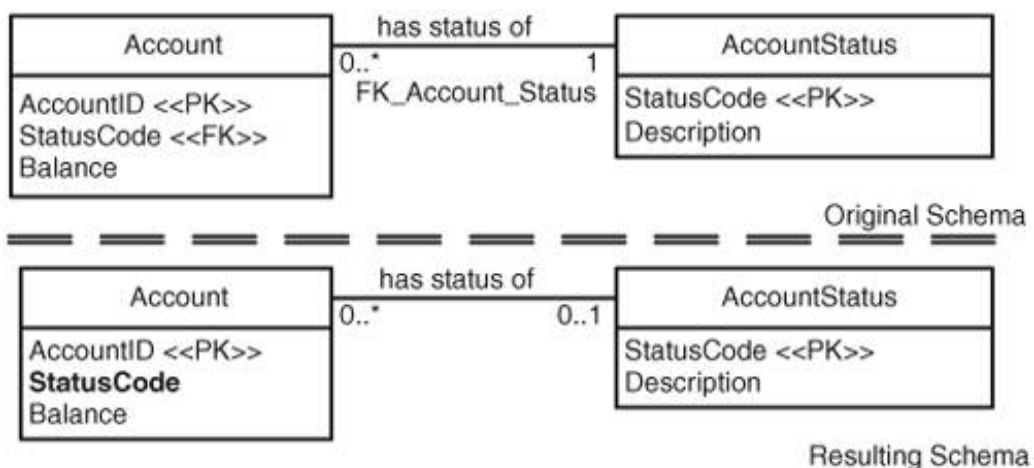 Account
has status of
AccountStatus
0..*
1
FK_Account_Status
AccountID <<PK>>
StatusCode <<FK>>
Balance
StatusCode <<PK>>
Description
Original Schema
Account
has status of
AccountStatus
0..*
0..1
AccountID <<PK>>
StatusCode
Balance
StatusCode <<PK>>
Description
Resulting Schema